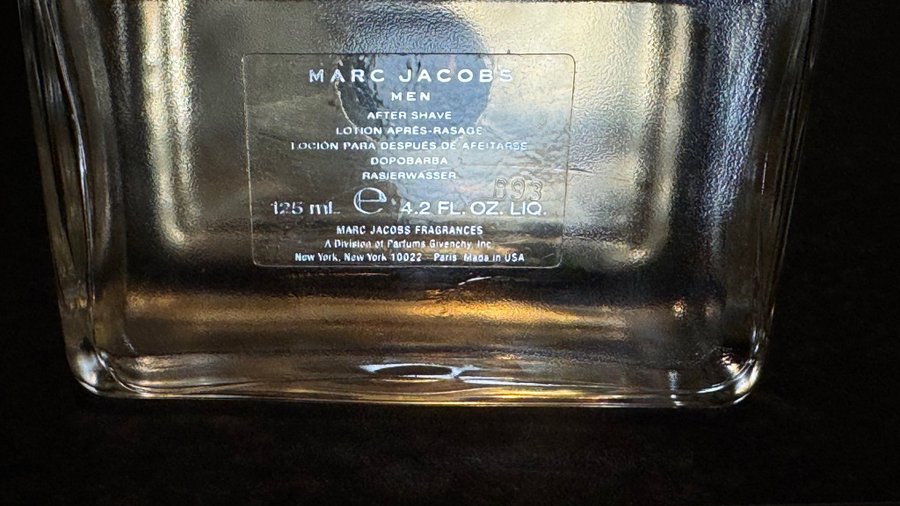 MARC JACOBS
MEN
AFTER SHAVE
LOTION APRÈS-RASAGE
LOCIÓN PARA DESPUÉS DE AFEITARSE
DOPOBARBA
RASIERWASSER
125 mL e 4.2 FL. OZ. LIQ.
MARC JACOBS FRAGRANCES
A Division of Parfums Givenchy, Inc.
New York, New York 10022 Paris Made in USA